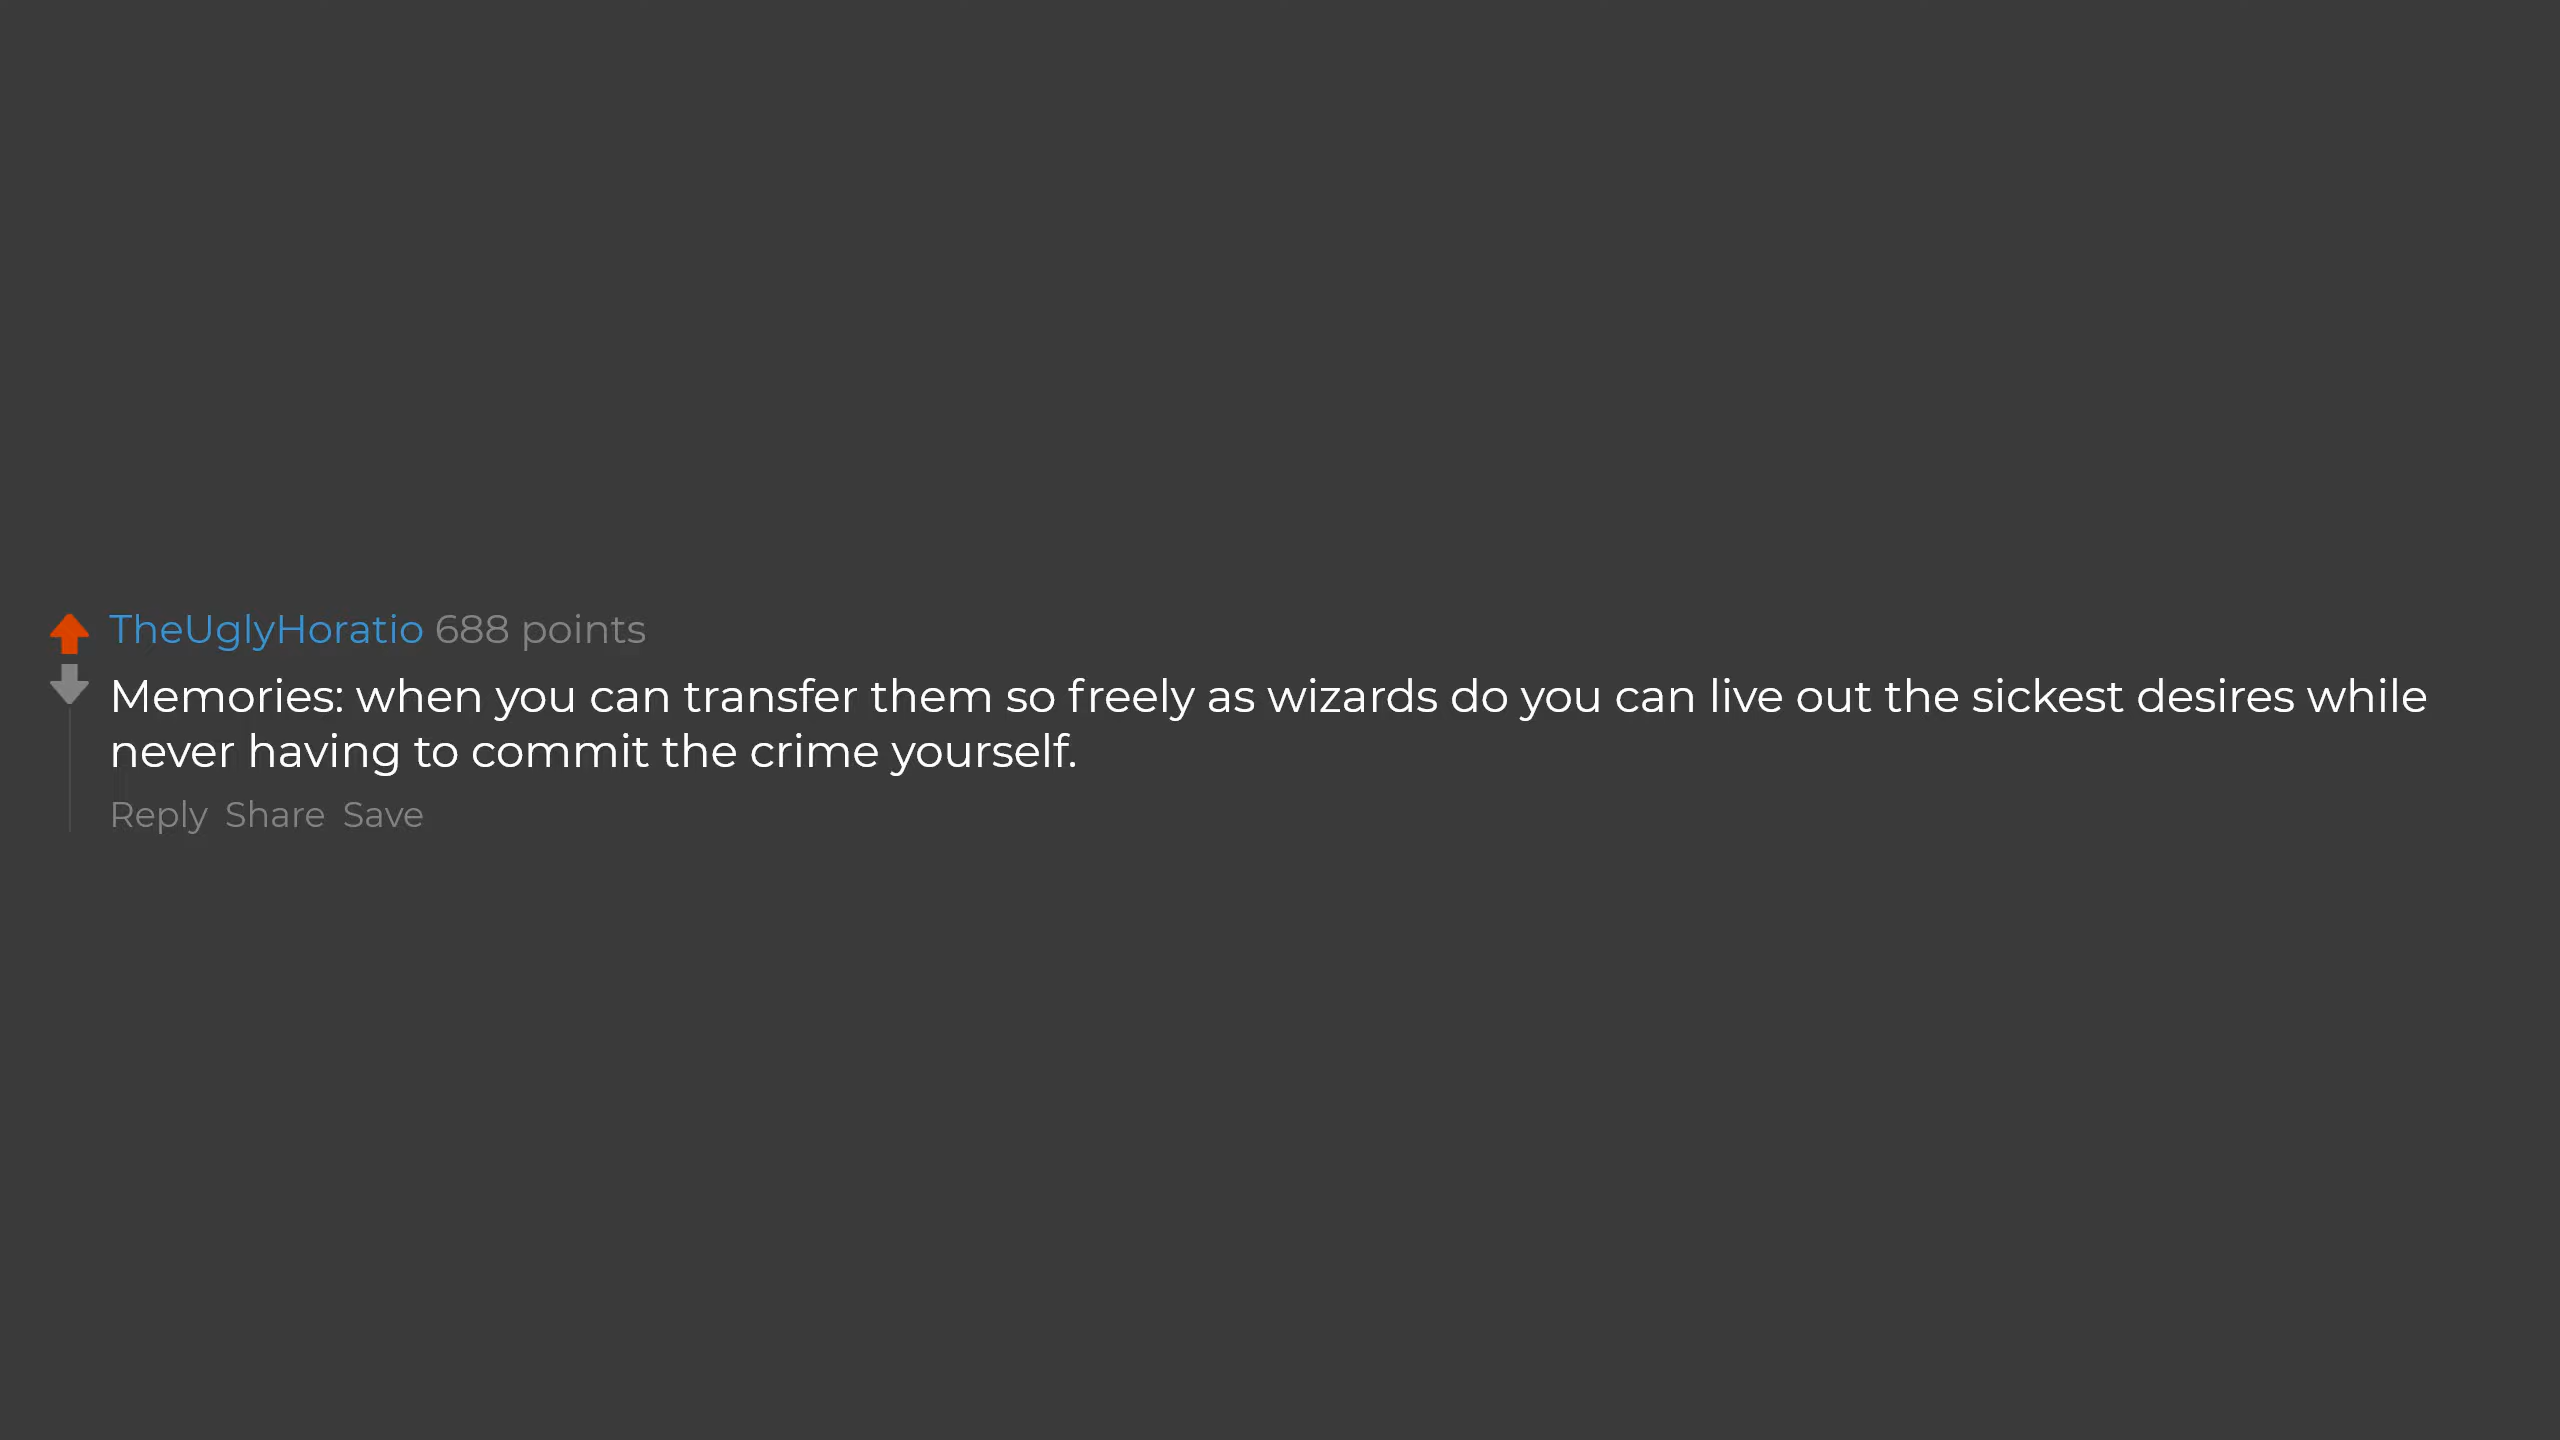 TheUglyHoratio 688 points
Memories: when you can transfer them so freely as wizards do you can live out the sickest desires while
never having to commit the crime yourself.
Reply Share Save